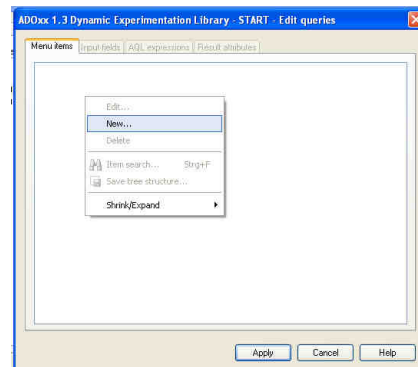 ADOxx 1.3 Dynamic Experimentation Library - START - Edit queries
Menu items Input fields AQL expressions Result attributes
Edit...
New...
Delete
Item search... Strg+F
Save tree structure...
Shrink/Expand
Apply Cancel Help